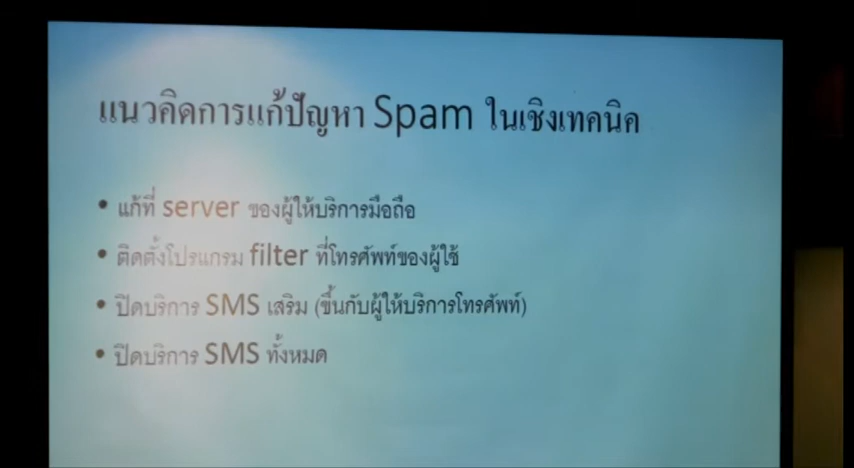 แนวคิดการแก้ปัญหา Spam ในเชิงเทคนิค
• แก้ที่ server ของผู้ให้บริการมือถือ
• ติดตั้งโปรแกรม filter ที่โทรศัพท์ของผู้ใช้
• ปิดบริการ SMS เสริม (ขึ้นกับผู้ให้บริการโทรศัพท์)
• ปิดบริการ SMS ทั้งหมด